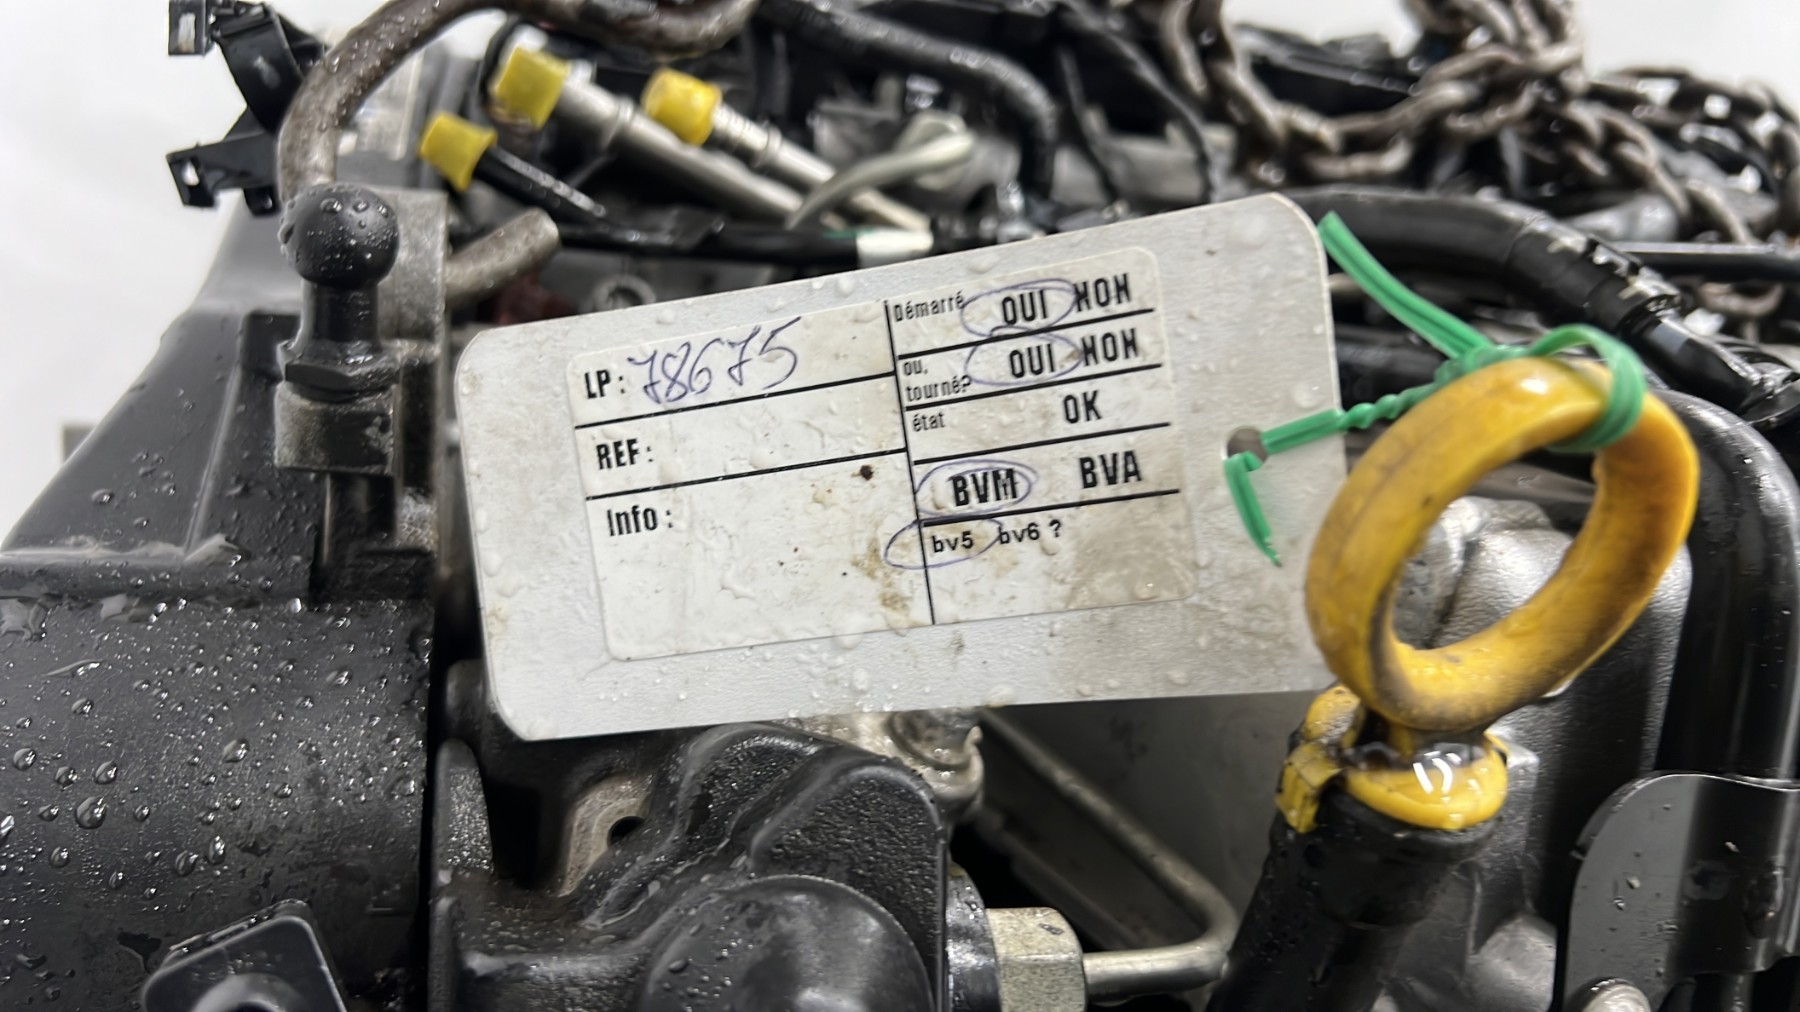 LP: 78675
REF:
Info:
Démarré OUI NON
ou, tourné? OUI NON
état OK
BVM BVA
bv5 bv6 ?